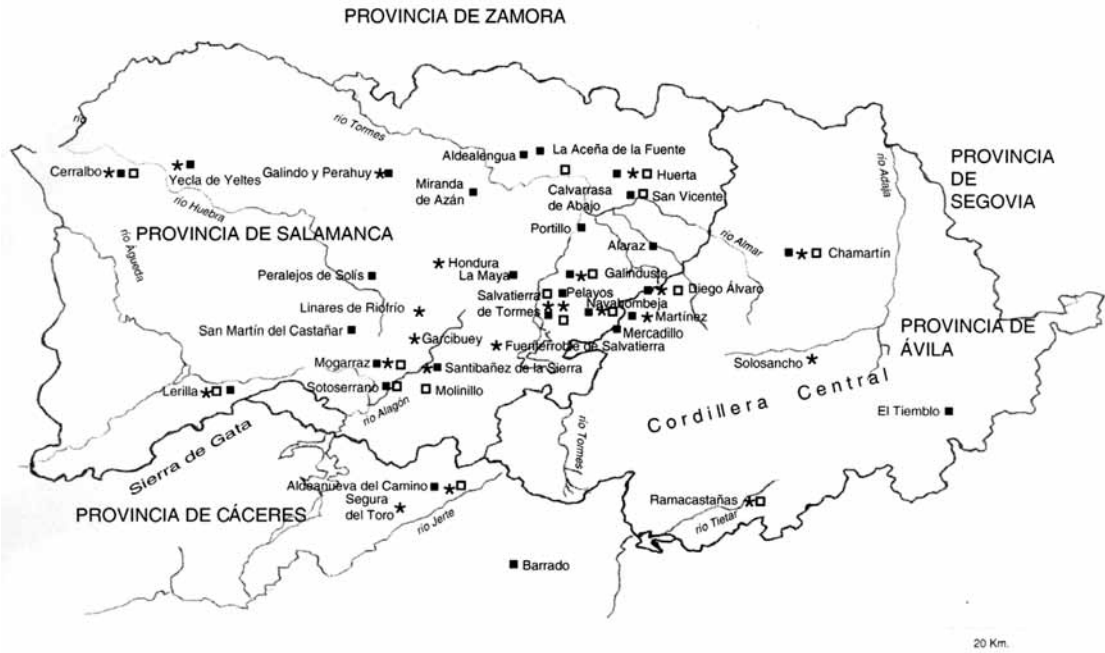 PROVINCIA DE ZAMORA
río
río Tormes
Aldealengua
La Aceña de la Fuente
río Adaja
PROVINCIA
DE
SEGOVIA
Cerralbo
Yecla de Yeltes
Galindo y Perahuy
Miranda
de Azán
Calvarrasa
de Abajo
Huerta
San Vicente
río Huebra
Portillo
río Almar
PROVINCIA DE SALAMANCA
río Agueda
Alaraz
Chamartín
Hondura
Peralejos de Solís
La Maya
Galinduste
Salvatierra
de Tormes
Pelayos
Diego Álvaro
Navahombeja
Linares de Riofrío
Martínez
San Martín del Castañar
Mercadillo
PROVINCIA DE
ÁVILA
Garcibuey
Fuenterroble de Salvatierra
Solosancho
Mogarraz
Santibañez de la Sierra
Lerilla
Sotoserrano
Molinillo
río Alagón
Cordillera Central
El Tiemblo
Sierra de Gata
río Tormes
Aldeanueva del Camino
Segura
del Toro
PROVINCIA DE CÁCERES
río Jerte
Ramacastañas
río Tietar
Barrado
20 Km.